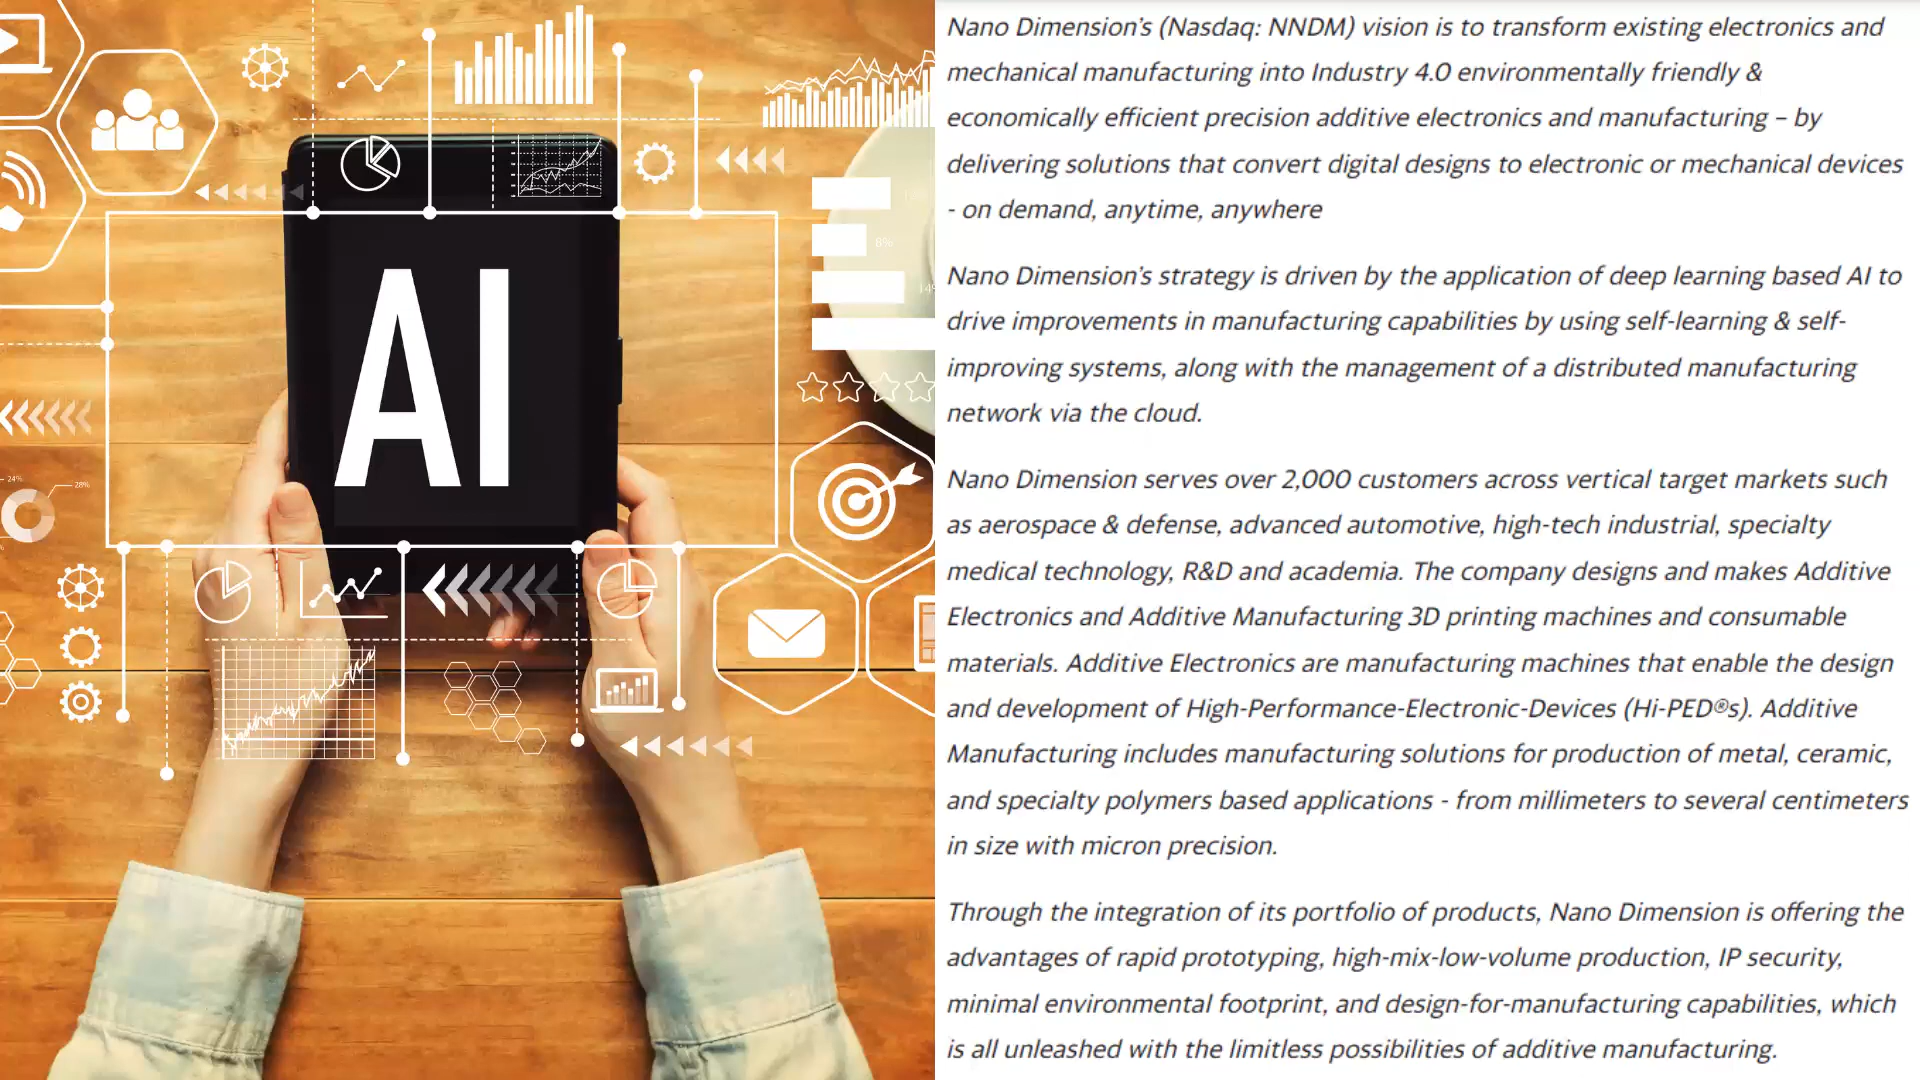 AI
8%
14%
24%
28%
Nano Dimension's (Nasdaq: NNDM) vision is to transform existing electronics and
mechanical manufacturing into Industry 4.0 environmentally friendly &
economically efficient precision additive electronics and manufacturing – by
delivering solutions that convert digital designs to electronic or mechanical devices
- on demand, anytime, anywhere
Nano Dimension's strategy is driven by the application of deep learning based AI to
drive improvements in manufacturing capabilities by using self-learning & self-
improving systems, along with the management of a distributed manufacturing
network via the cloud.
Nano Dimension serves over 2,000 customers across vertical target markets such
as aerospace & defense, advanced automotive, high-tech industrial, specialty
medical technology, R&D and academia. The company designs and makes Additive
Electronics and Additive Manufacturing 3D printing machines and consumable
materials. Additive Electronics are manufacturing machines that enable the design
and development of High-Performance-Electronic-Devices (Hi-PED®s). Additive
Manufacturing includes manufacturing solutions for production of metal, ceramic,
and specialty polymers based applications - from millimeters to several centimeters
in size with micron precision.
Through the integration of its portfolio of products, Nano Dimension is offering the
advantages of rapid prototyping, high-mix-low-volume production, IP security,
minimal environmental footprint, and design-for-manufacturing capabilities, which
is all unleashed with the limitless possibilities of additive manufacturing.